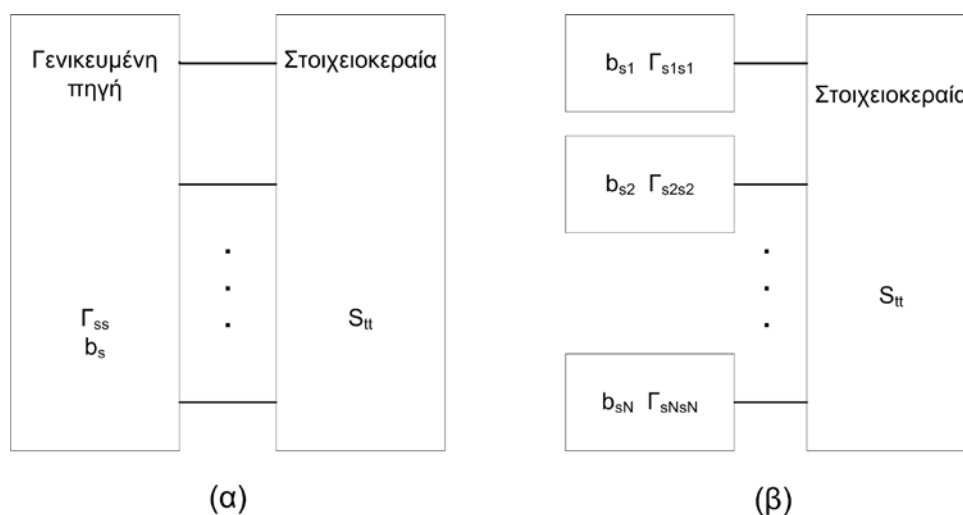 Γενικευμένη
πηγή
Στοιχειοκεραία
Γss
bs
Stt
(α)
bs1 Γs1s1
bs2 Γs2s2
bsN ΓsNsN
Στοιχειοκεραία
Stt
(β)